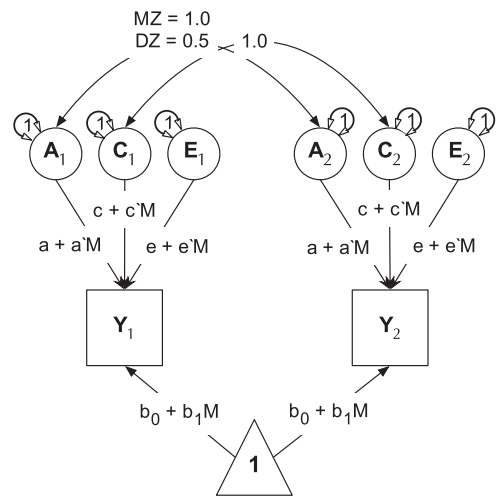 MZ = 1.0
DZ = 0.5 1.0
1 1 1 1 1 1
A1 C1 E1 A2 C2 E2
c + c`M c + c`M
a + a`M e + e`M a + a`M e + e`M
Y1 Y2
b0 + b1M b0 + b1M
1